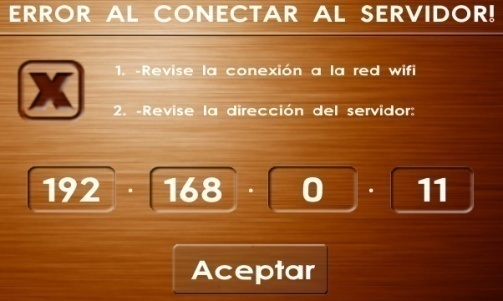 ERROR AL CONECTAR AL SERVIDOR!
X
1. -Revise la conexión a la red wifi
2. -Revise la dirección del servidor:
192 · 168 · 0 · 11
Aceptar